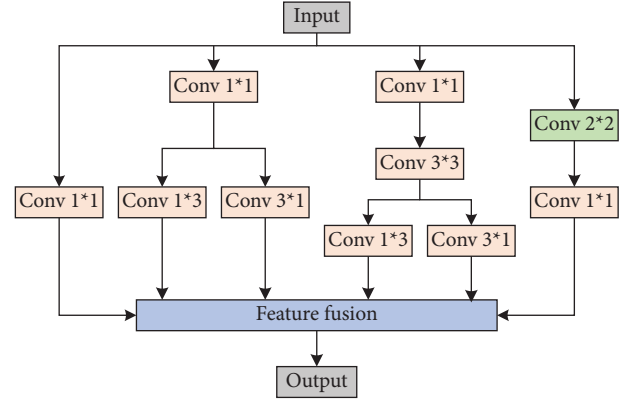 Input
Conv 1*1
Conv 1*1
Conv 2*2
Conv 3*3
Conv 1*1
Conv 1*3
Conv 3*1
Conv 1*1
Conv 1*3
Conv 3*1
Feature fusion
Output